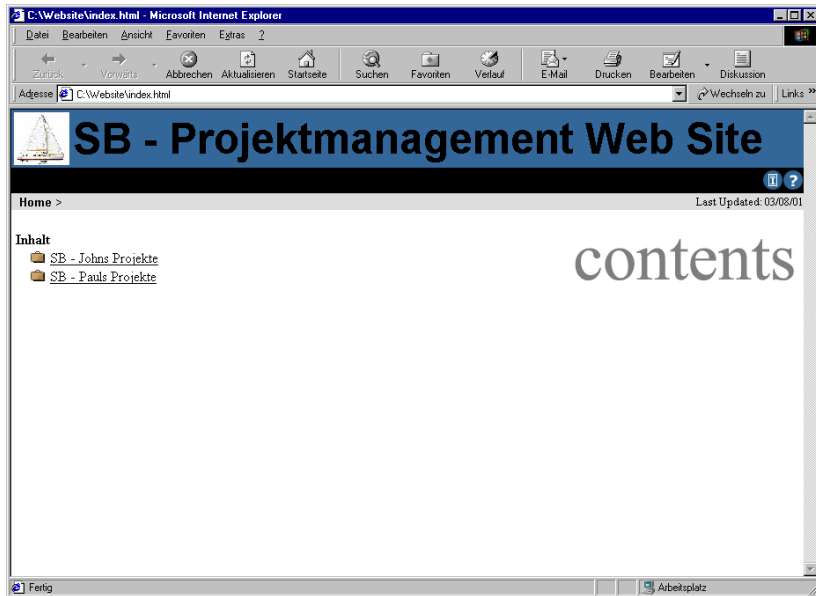 C:\Website\index.html - Microsoft Internet Explorer
Datei Bearbeiten Ansicht Favoriten Extras ?
Zurück Vorwärts Abbrechen Aktualisieren Startseite Suchen Favoriten Verlauf E-Mail Drucken Bearbeiten Diskussion
Adresse C:\Website\index.html Wechseln zu Links »
SB - Projektmanagement Web Site
I ?
Home > Last Updated: 03/08/01
Inhalt
contents
SB - Johns Projekte
SB - Pauls Projekte
Fertig Arbeitsplatz